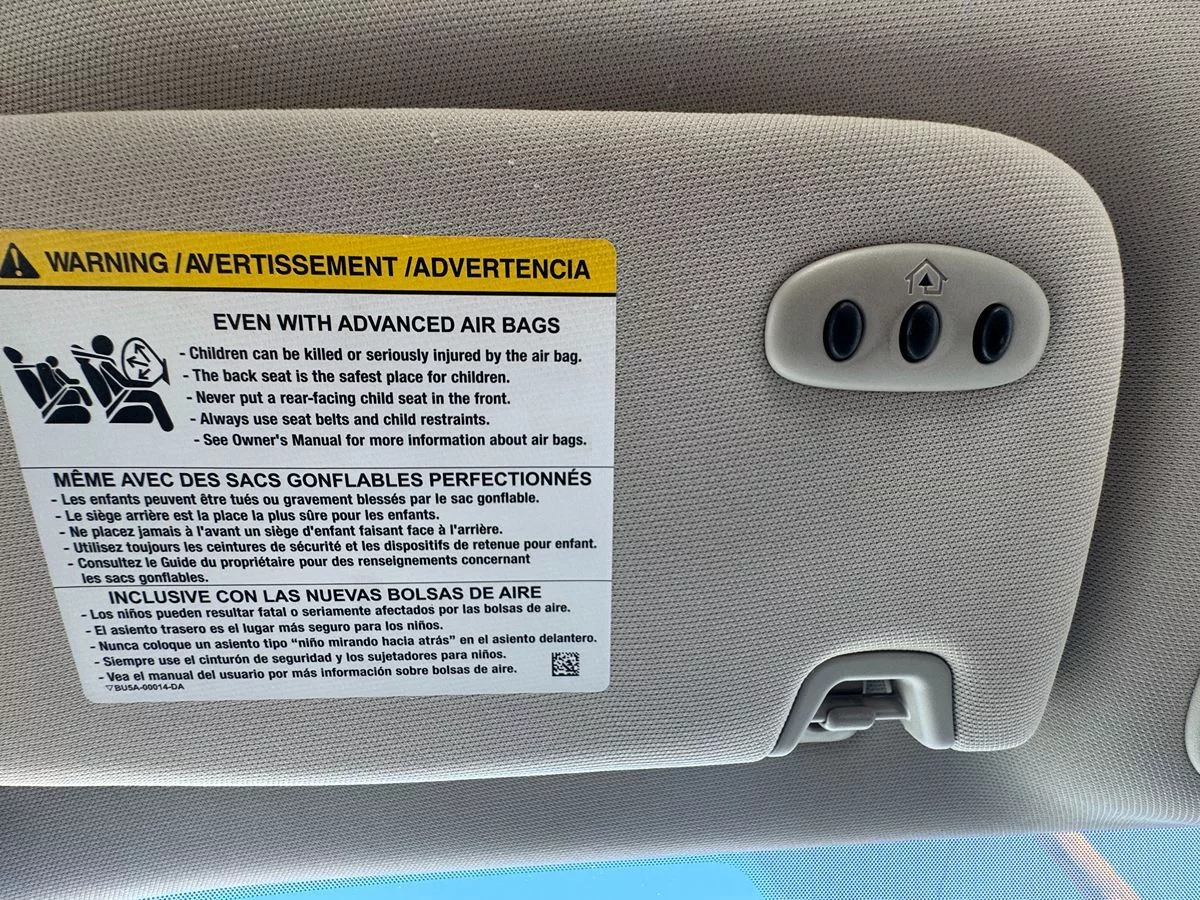 WARNING / AVERTISSEMENT / ADVERTENCIA
EVEN WITH ADVANCED AIR BAGS
- Children can be killed or seriously injured by the air bag.
- The back seat is the safest place for children.
- Never put a rear-facing child seat in the front.
- Always use seat belts and child restraints.
- See Owner's Manual for more information about air bags.
MÊME AVEC DES SACS GONFLABLES PERFECTIONNÉS
- Les enfants peuvent être tués ou gravement blessés par le sac gonflable.
- Le siège arrière est la place la plus sûre pour les enfants.
- Ne placez jamais à l'avant un siège d'enfant faisant face à l'arrière.
- Utilisez toujours les ceintures de sécurité et les dispositifs de retenue pour enfant.
- Consultez le Guide du propriétaire pour des renseignements concernant
les sacs gonflables.
INCLUSIVE CON LAS NUEVAS BOLSAS DE AIRE
- Los niños pueden resultar fatal o seriamente afectados por las bolsas de aire.
- El asiento trasero es el lugar más seguro para los niños.
- Nunca coloque un asiento tipo “niño mirando hacia atrás” en el asiento delantero.
- Siempre use el cinturón de seguridad y los sujetadores para niños.
- Vea el manual del usuario por más información sobre bolsas de aire.
▽BU5A-00014-DA